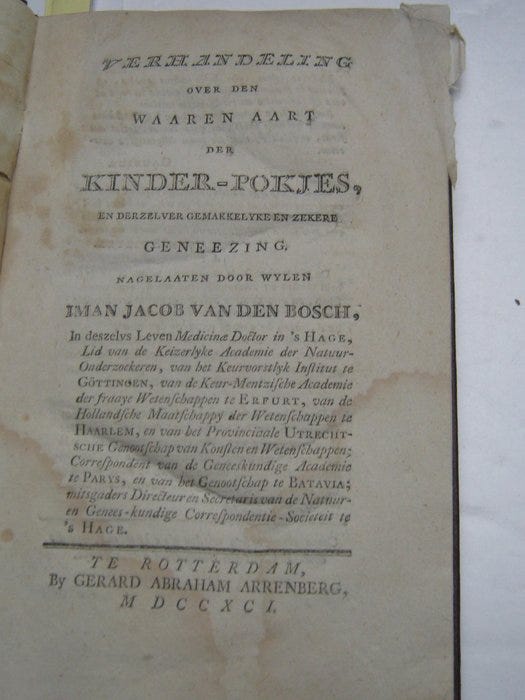 VERHANDELING
OVER DEN
WAAREN AART
DER
KINDER-POKJES,
EN DERZELVER GEMAKKELYKE EN ZEKERE
GENEEZING,
NAGELAATEN DOOR WYLEN
IMAN JACOB VAN DEN BOSCH,
In deszelvs Leven Medicinæ Doctor in 's HAGE,
Lid van de Keizerlyke Academie der Natuur-
Onderzoekeren, van het Keurvorstlyk Institut te
GÖTTINGEN, van de Keur-Mentzische Academie
der fraaye Wetenschappen te ERFURT, van de
Hollandsche Maatschappy der Wetenschappen te
HAARLEM, en van het Provinciaale UTRECHT-
SCHE Genootschap van Konsten en Wetenschappen;
Correspondent van de Geneeskundige Academie
te PARYS, en van het Genootschap te BATAVIA;
mitsgaders Directeur en Secretaris van de Natuur-
en Genees-kundige Correspondentie-Societeit te
's HAGE.
TE ROTTERDAM,
By GERARD ABRAHAM ARRENBERG,
MDCCXCI.